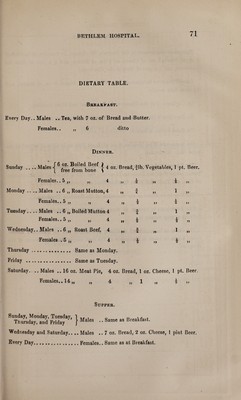 BETHLEM HOSPITAL. 71
DIETARY TABLE.
BREAKFAST.
Every Day.. Males .. Tea, with 7 oz. of Bread and Butter.
Females.. „ 6 ditto
DINNER.
Sunday .... Males { 6 oz. Boiled Beef free from bone } 4 oz. Bread, ¾lb. Vegetables, 1 pt. Beer.
Females.. 5 „ „ 4 „ ½ „ ½ „
Monday .... Males .. 6 „ Roast Mutton, 4 „ ¾ „ 1 „
Females.. 5 „ „ 4 „ ½ „ ½ „
Tuesday .... Males .. 6 „ Boiled Mutton 4 „ ¾ „ 1 „
Females.. 5 „ „ 4 „ ½ „ ½ „
Wednesday.. Males .. 6 „ Roast Beef, 4 „ ¾ „ 1 „
Females .. 5 „ „ 4 „ ½ „ ½ „
Thursday .............. Same as Monday.
Friday .............. Same as Tuesday.
Saturday.... Males .. 16 oz. Meat Pie, 4 oz. Bread, 1 oz. Cheese, 1 pt. Beer.
Females.. 14 „ „ 4 „ 1 „ ½ „
SUPPER.
Sunday, Monday, Tuesday, Thursday, and Friday } Males .. Same as Breakfast.
Wednesday and Saturday.... Males .. 7 oz. Bread, 2 oz. Cheese, 1 pint Beer.
Every Day................ Females.. Same as at Breakfast.